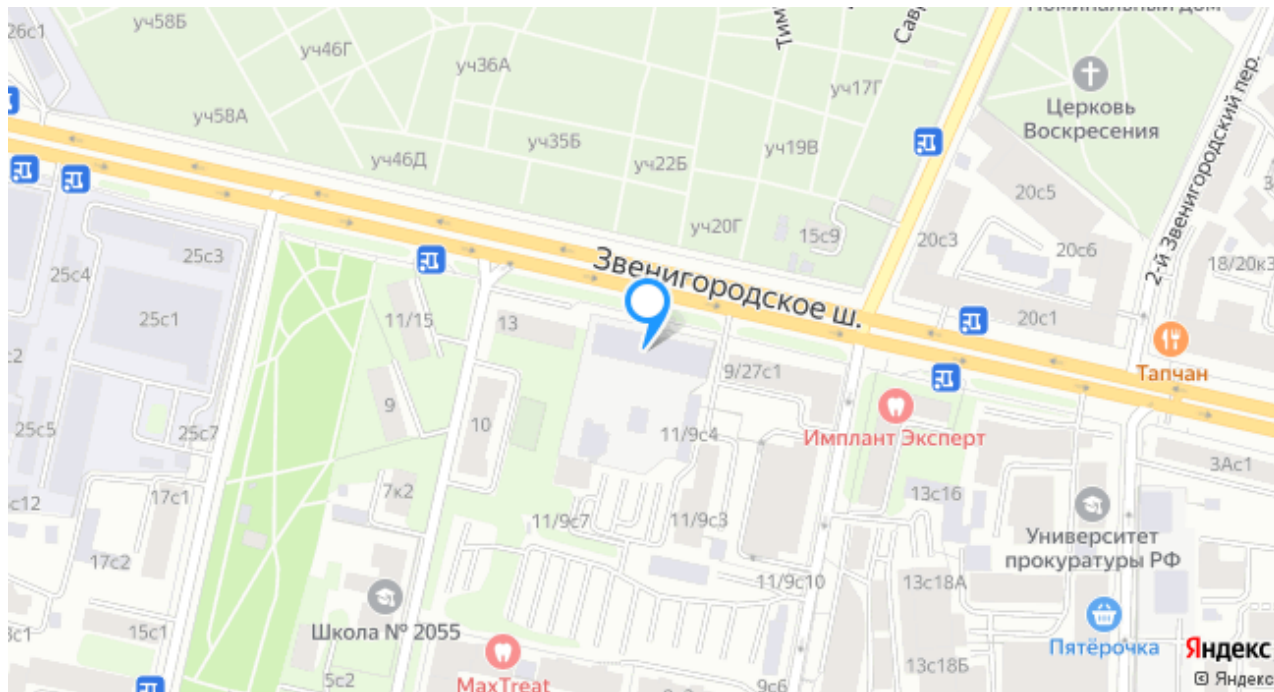 26с1
уч58Б
уч46Г
уч36А
уч17Г
уч58А
уч35Б
уч19В
уч46Д
уч22Б
уч20Г
15с9
Церковь
Воскресения
2-й Звенигородский пер.
20с5
20с3
20с6
18/20к3
20с1
25с3
25с4
25с1
Звенигородское ш.
11/15
13
9/27с1
Тапчан
9
10
25с5
25с7
11/9с4
Имплант Эксперт
3Ас1
17с1
7к2
11/9с7
11/9с3
13с16
Университет
прокуратуры РФ
17с2
11/9с10
13с18А
Школа № 2055
15с1
Пятёрочка
Яндекс
13с18Б
5с2
MaxTreat
9с6
© Яндекс